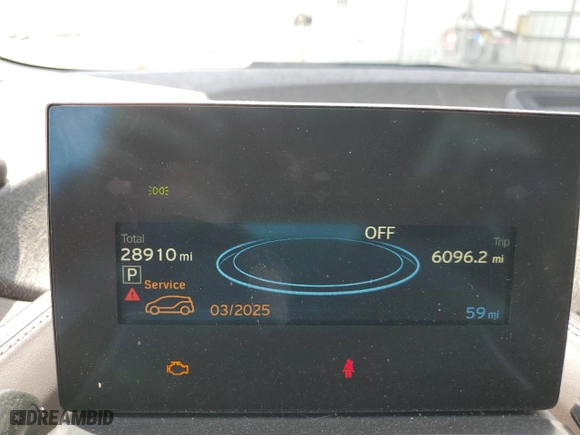 OFF
Total
Trip
28910 mi
6096.2 mi
P
Service
03/2025
59 mi
DREAMBID